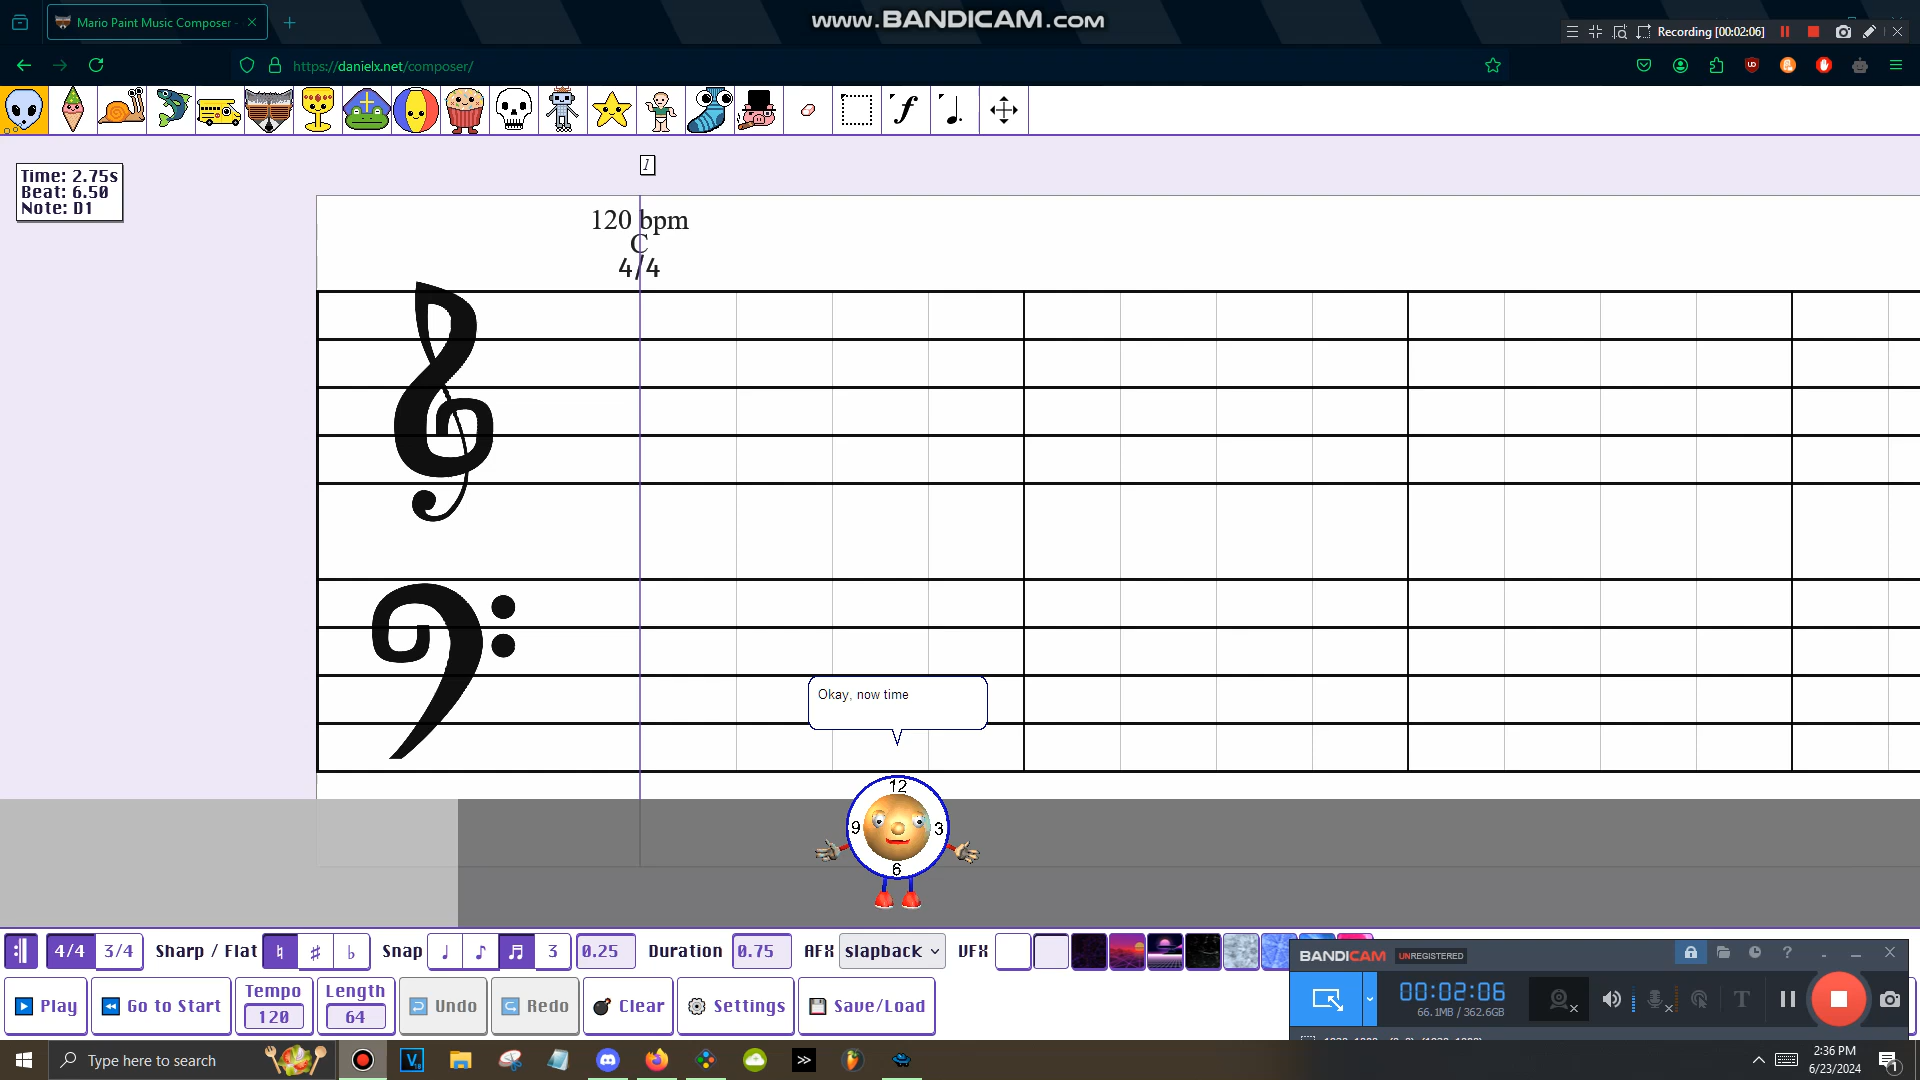 Mario Paint Music Composer -
www.BANDICAM.com
Recording [00:02:06]
https://danielx.net/composer/
Time: 2.75s
Beat: 6.50
Note: D1
1
120 bpm
C
4/4
Okay, now time
12
9
3
6
4/4
3/4
Sharp / Flat
♮
♯
♭
Snap
3
0.25
Duration
0.75
AFX
slapback
VFX
Play
Go to Start
Tempo
120
Length
64
Undo
Redo
Clear
Settings
Save/Load
BANDICAM
UNREGISTERED
00:02:06
66.1MB / 362.6GB
Type here to search
2:36 PM
6/23/2024
1